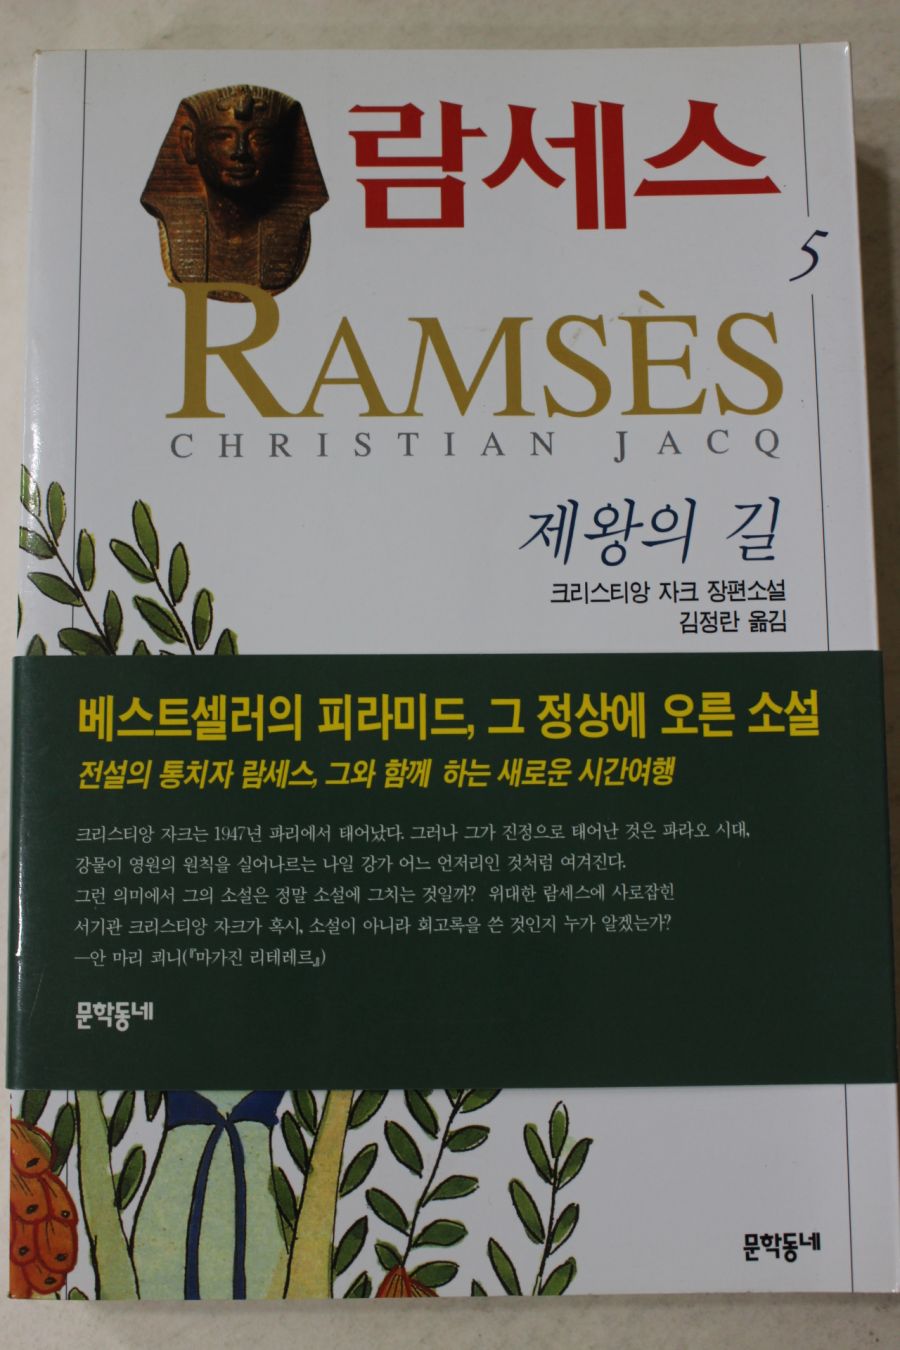 람세스
5
RAMSÈS
CHRISTIAN JACQ
제왕의 길
크리스티앙 자크 장편소설
김정란 옮김
베스트셀러의 피라미드, 그 정상에 오른 소설
전설의 통치자 람세스, 그와 함께 하는 새로운 시간여행
크리스티앙 자크는 1947년 파리에서 태어났다. 그러나 그가 진정으로 태어난 것은 파라오 시대,
강물이 영원의 원칙을 실어나르는 나일 강가 어느 언저리인 것처럼 여겨진다.
그런 의미에서 그의 소설은 정말 소설에 그치는 것일까? 위대한 람세스에 사로잡힌
서기관 크리스티앙 자크가 혹시, 소설이 아니라 회고록을 쓴 것인지 누가 알겠는가?
—안 마리 쾨니(『마가진 리테레르』)
문학동네
문학동네